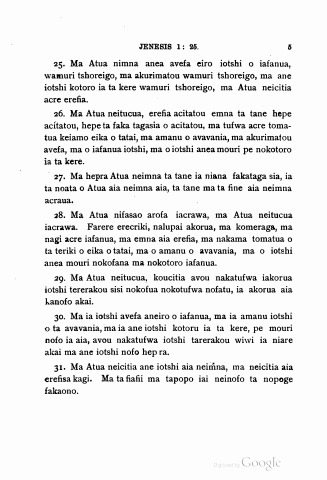 JENESIS 1: 25. 5
25. Ma Atua nimna anea avefa eiro iotshi o iafanua,
wamuri tshoreigo, ma akurimatou wamuri tshoreigo, ma ane
iotshi kotoro ia ta kere wamuri tshoreigo, ma Atua neicitia
acre erefia.
26. Ma Atua neitucua, erefia acitatou emna ta tane hepe
acitatou, hepe ta faka tagasia o acitatou, ma tufwa acre toma-
tua keiamo eika o tatai, ma amanu o avavania, ma akurimatou
avefa, ma o iafanua iotshi, ma o iotshi anea mouri pe nokotoro
ia ta kere.
27. Ma hepra Atua neimna ta tane ia niana fakataga sia, ia
ta noata o Atua aia neimna aia, ta tane ma ta fine aia neimna
acraua.
28. Ma Atua nifasao arofa iacrawa, ma Atua neitucua
iacrawa. Farere erecriki, nalupai akorua, ma komeraga, ma
nagi acre iafanua, ma emna aia erefia, ma nakama tomatua o
ta teriki o eika o tatai, ma o amanu o avavania, ma o iotshi
anea mouri nokofana ma nokotoro iafanua.
29. Ma Atua neitucua, koucitia avou nakatufwa iakorua
iotshi tererakou sisi nokofua nokotufwa nofatu, ia akorua aia
kanofo akai.
30. Ma ia iotshi avefa aneiro o iafanua, ma ia amanu iotshi
o ta avavania, ma ia ane iotshi kotoru ia ta kere, pe mouri
nofo ia aia, avou nakatufwa iotshi tarerakou wiwi ia niare
akai ma ane iotshi nofo hepra.
31. Ma Atua neicitia ane iotshi aia neimna, ma neicitia aia
erefisa kagi. Ma ta fiafii ma tapopo iai neinofo ta nopoge
fakaono.
Digitized by Google